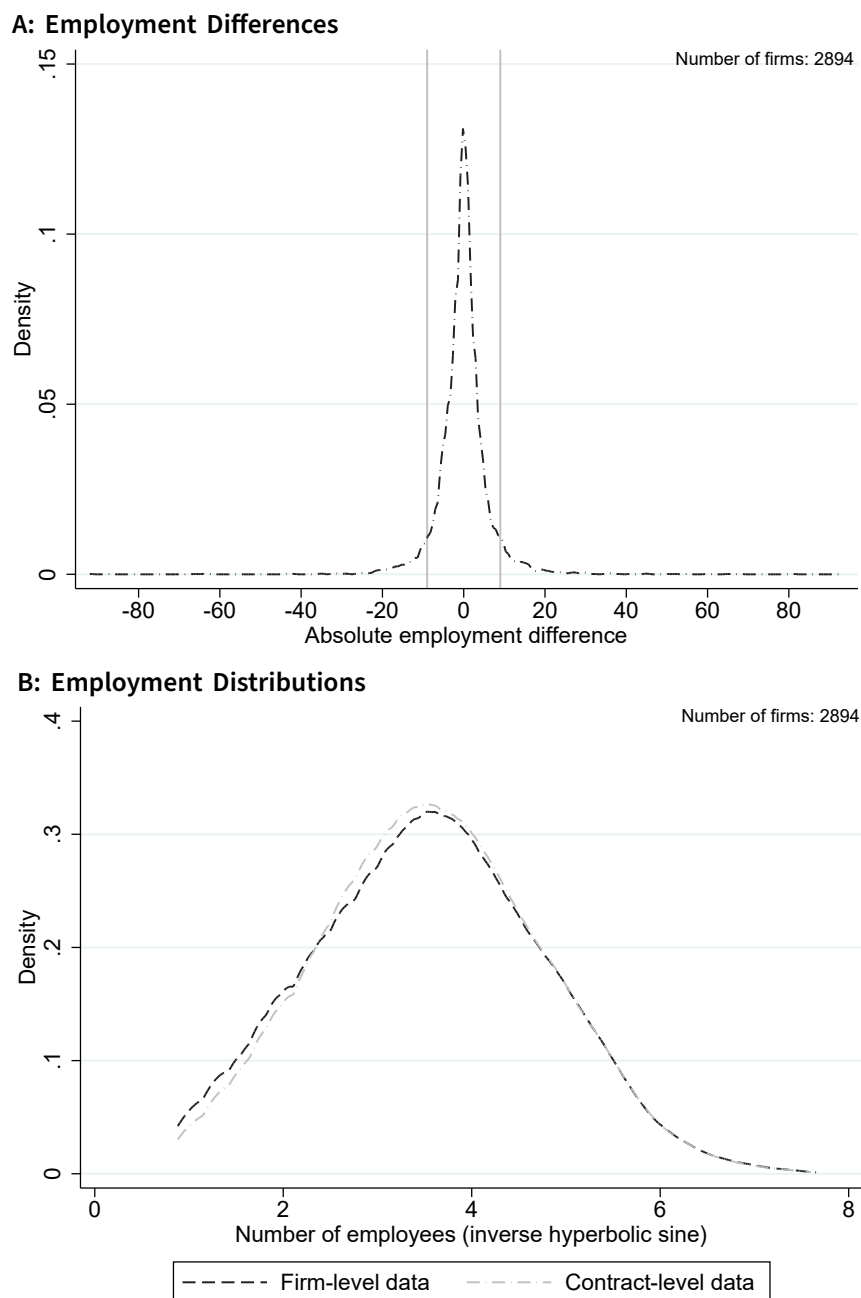 A: Employment Differences
Number of firms: 2894
.15
.1
.05
0
Density
-80 -60 -40 -20 0 20 40 60 80
Absolute employment difference
B: Employment Distributions
Number of firms: 2894
.4
.3
.2
.1
0
Density
0 2 4 6 8
Number of employees (inverse hyperbolic sine)
Firm-level data Contract-level data